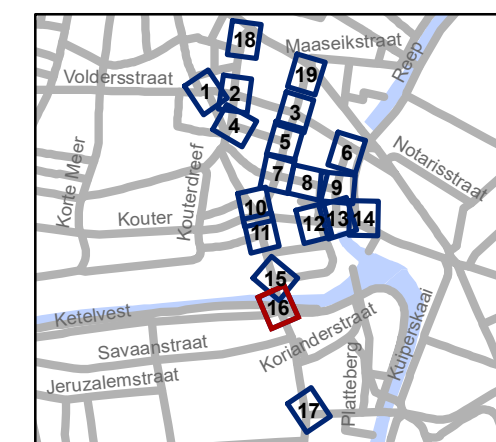 18
Maaseikstraat
Reep
19
Voldersstraat
1
2
3
4
5
6
Notarisstraat
Korte Meer
Kouterdreef
7
8
9
10
Kouter
11
12
13
14
15
16
Ketelvest
Korianderstraat
Kuiperskaai
Savaanstraat
Platteberg
Jeruzalemstraat
17